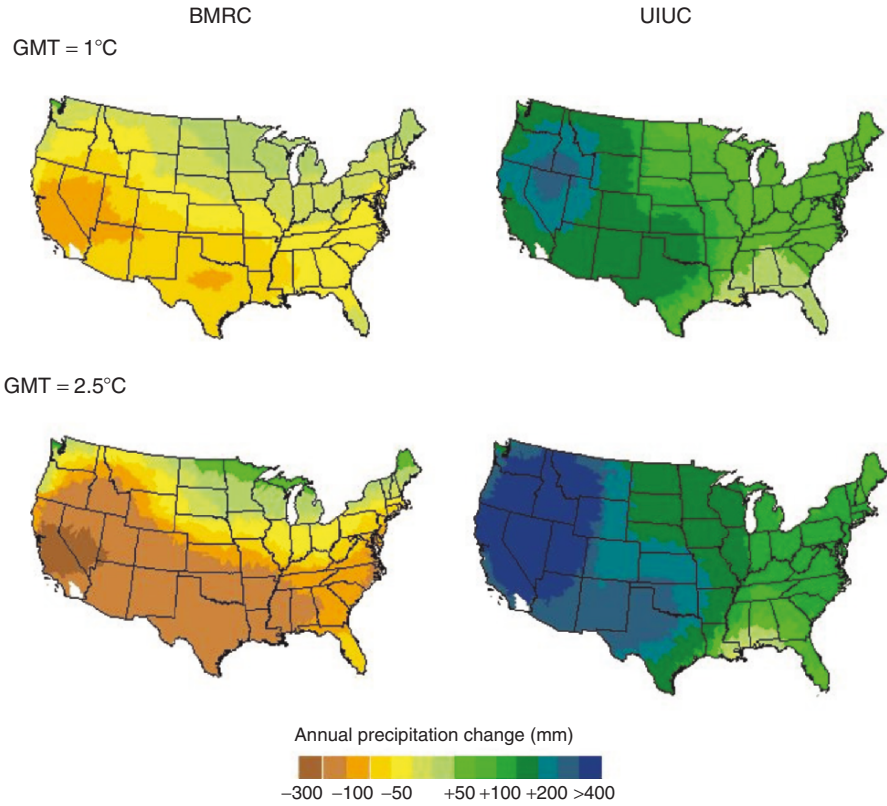 BMRC UIUC
GMT = 1°C
GMT = 2.5°C
Annual precipitation change (mm)
−300 −100 −50 +50 +100 +200 >400